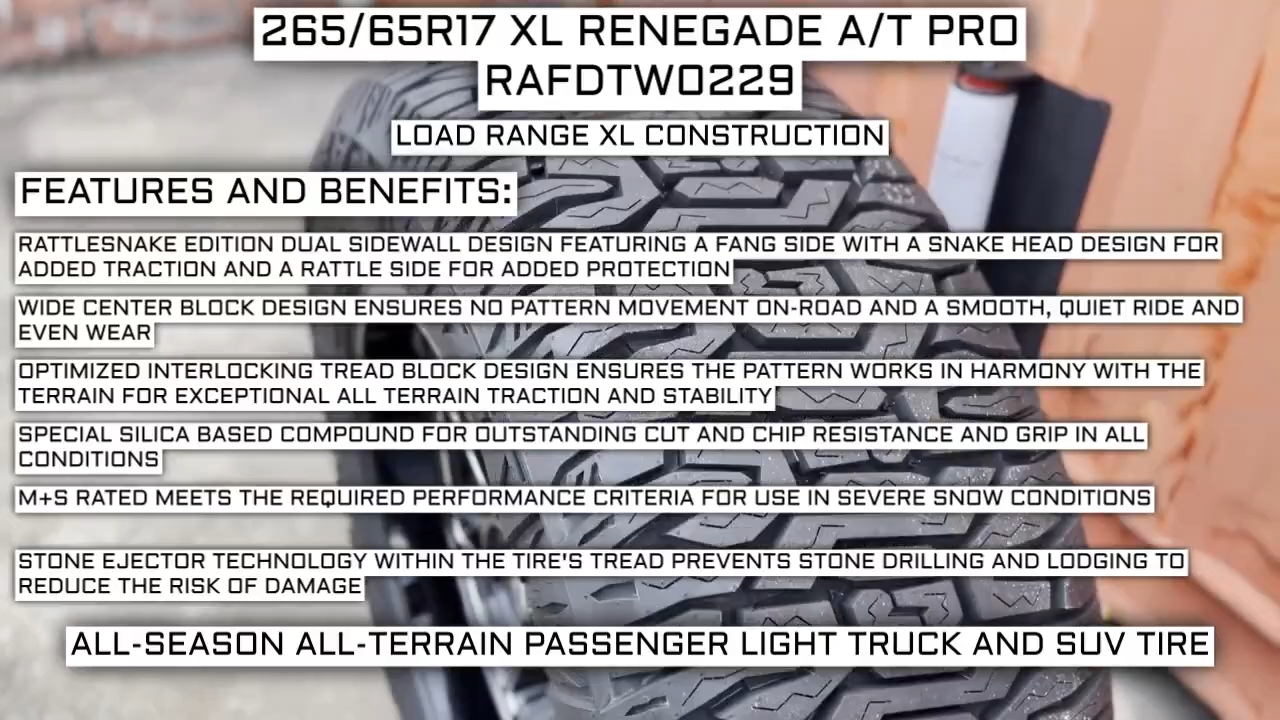 265/65R17 XL RENEGADE A/T PRO
RAFDTW0229
LOAD RANGE XL CONSTRUCTION
FEATURES AND BENEFITS:
RATTLESNAKE EDITION DUAL SIDEWALL DESIGN FEATURING A FANG SIDE WITH A SNAKE HEAD DESIGN FOR
ADDED TRACTION AND A RATTLE SIDE FOR ADDED PROTECTION
WIDE CENTER BLOCK DESIGN ENSURES NO PATTERN MOVEMENT ON-ROAD AND A SMOOTH, QUIET RIDE AND
EVEN WEAR
OPTIMIZED INTERLOCKING TREAD BLOCK DESIGN ENSURES THE PATTERN WORKS IN HARMONY WITH THE
TERRAIN FOR EXCEPTIONAL ALL TERRAIN TRACTION AND STABILITY
SPECIAL SILICA BASED COMPOUND FOR OUTSTANDING CUT AND CHIP RESISTANCE AND GRIP IN ALL
CONDITIONS
M+S RATED MEETS THE REQUIRED PERFORMANCE CRITERIA FOR USE IN SEVERE SNOW CONDITIONS
STONE EJECTOR TECHNOLOGY WITHIN THE TIRE'S TREAD PREVENTS STONE DRILLING AND LODGING TO
REDUCE THE RISK OF DAMAGE
ALL-SEASON ALL-TERRAIN PASSENGER LIGHT TRUCK AND SUV TIRE